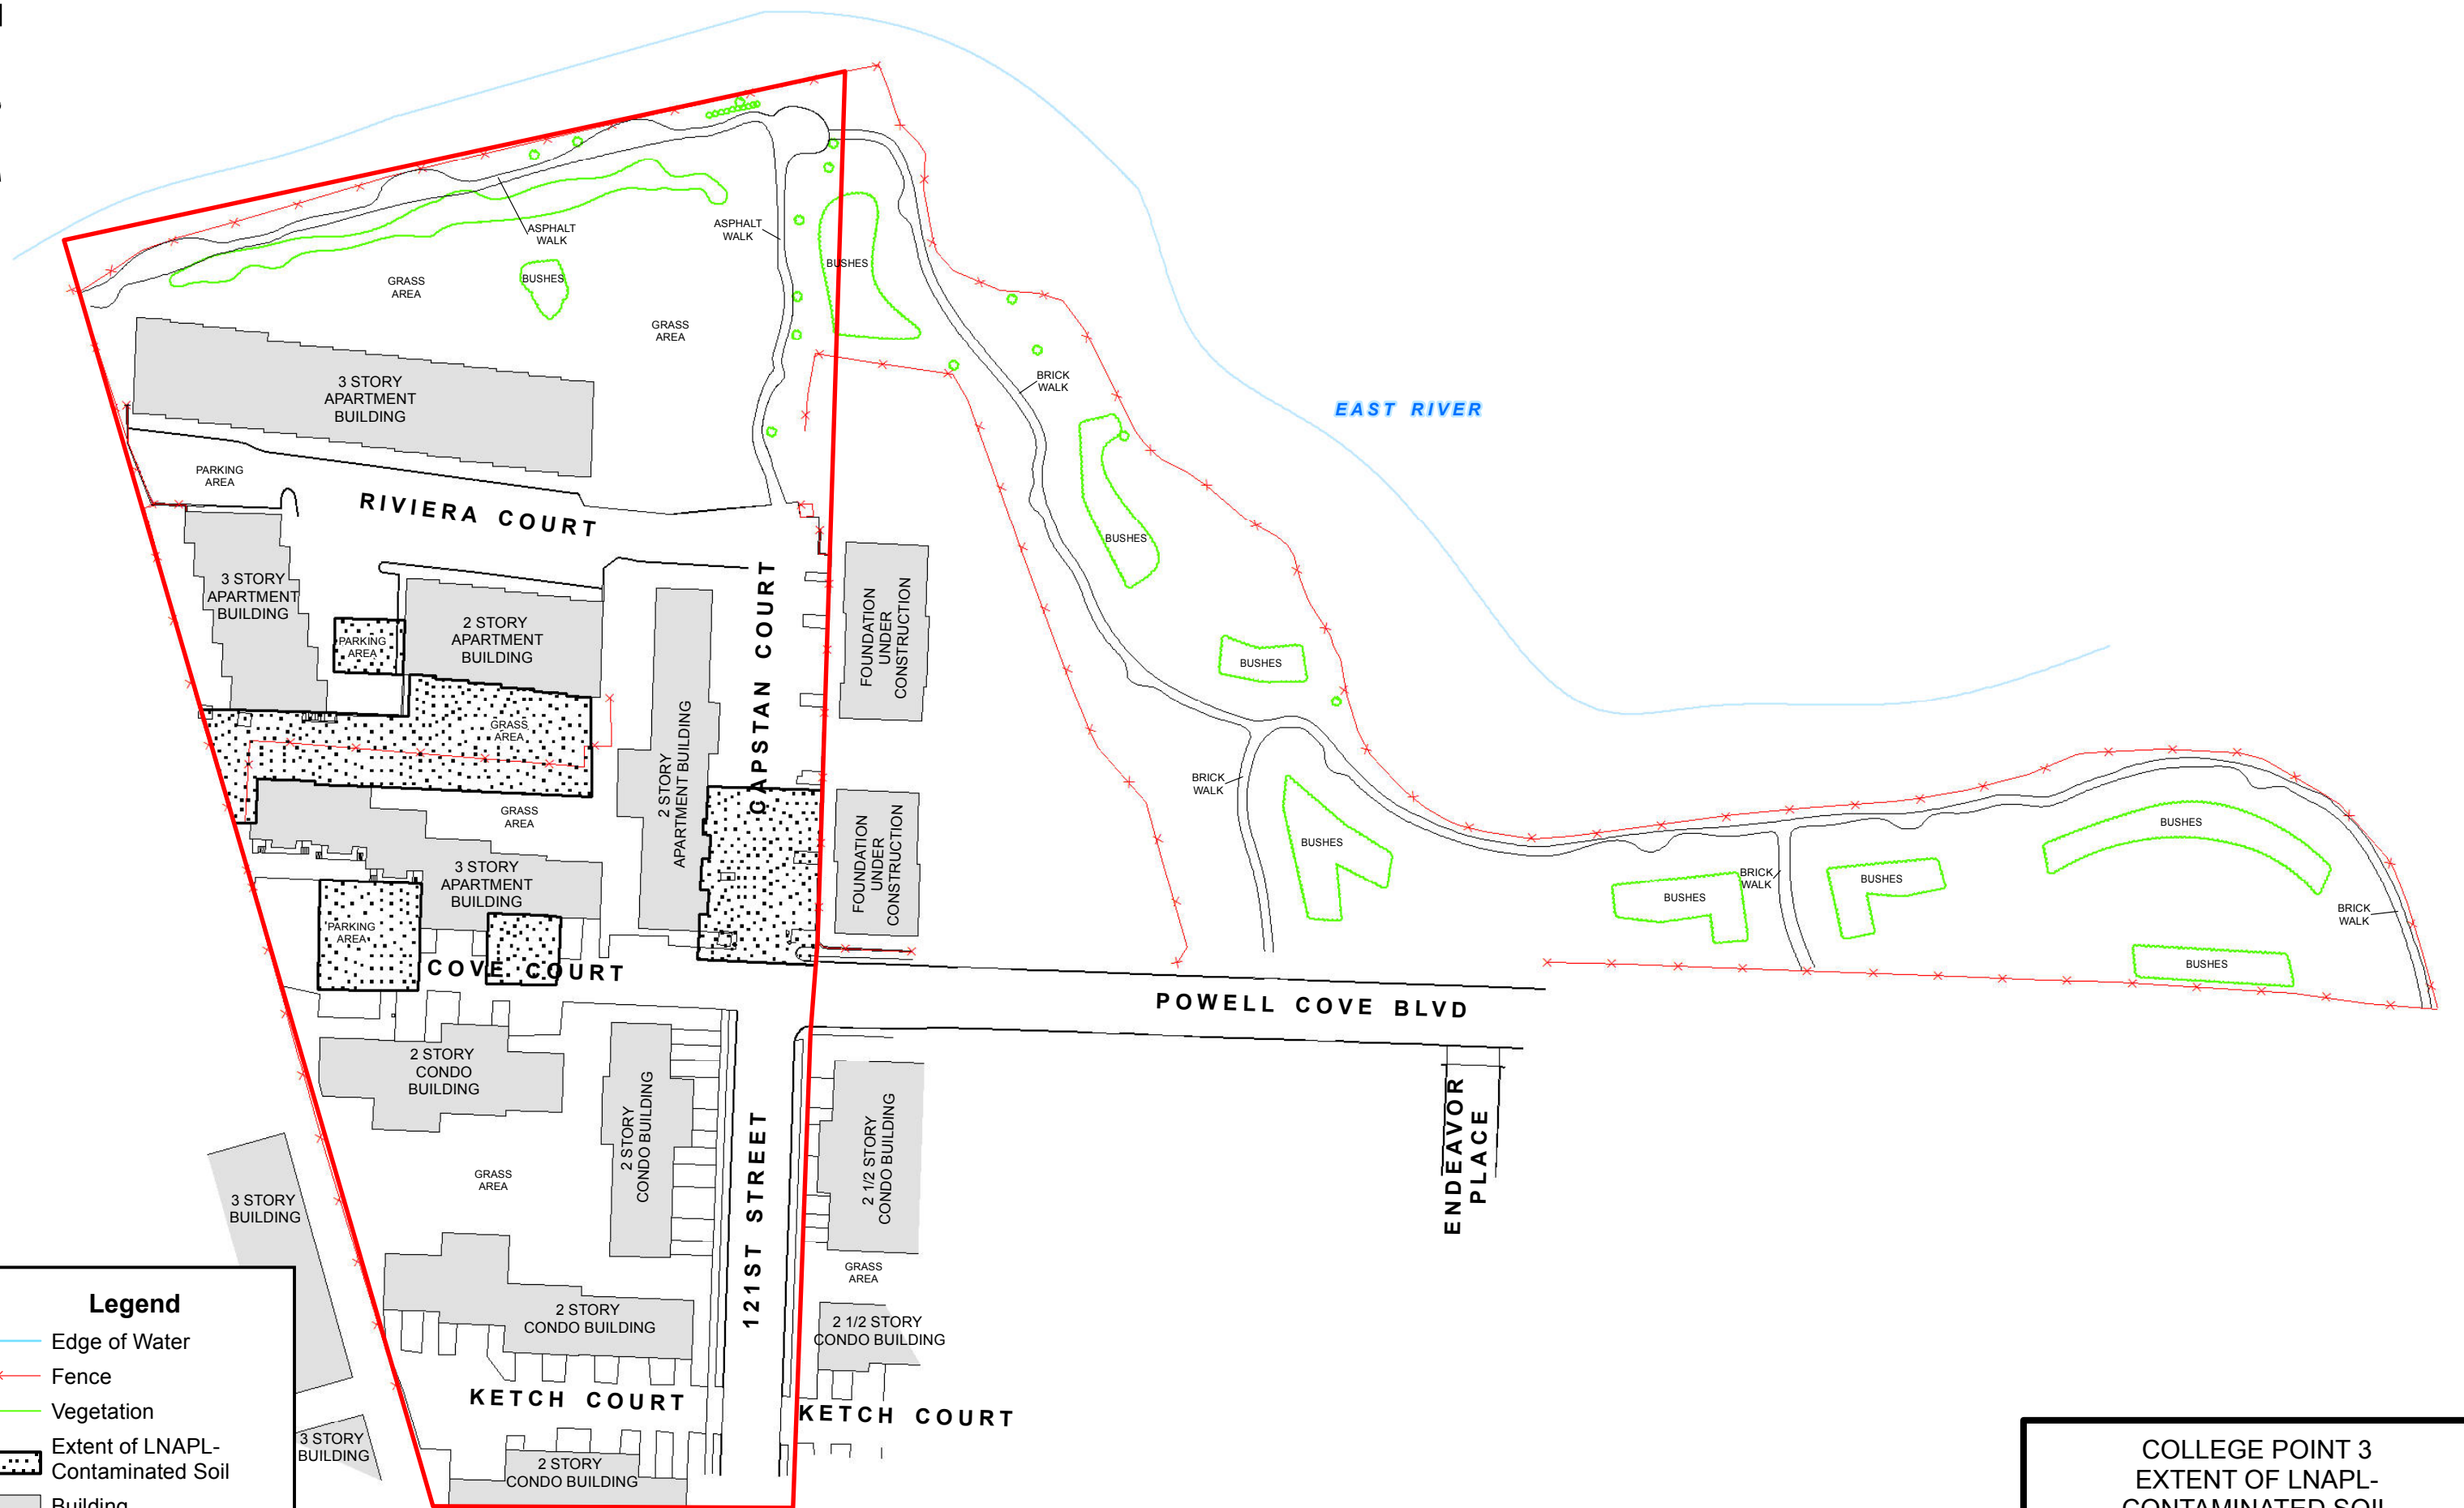 ASPHALT
WALK
ASPHALT
WALK
GRASS
AREA
BUSHES
BUSHES
GRASS
AREA
3 STORY
APARTMENT
BUILDING
BRICK
WALK
EAST RIVER
PARKING
AREA
RIVIERA COURT
BUSHES
3 STORY
APARTMENT
BUILDING
PARKING
AREA
2 STORY
APARTMENT
BUILDING
CAPSTAN COURT
FOUNDATION
UNDER
CONSTRUCTION
BUSHES
GRASS
AREA
2 STORY
APARTMENT BUILDING
GRASS
AREA
FOUNDATION
UNDER
CONSTRUCTION
BRICK
WALK
BUSHES
BUSHES
3 STORY
APARTMENT
BUILDING
BUSHES
BRICK
WALK
BUSHES
BRICK
WALK
PARKING
AREA
COVE COURT
BUSHES
POWELL COVE BLVD
2 STORY
CONDO
BUILDING
2 STORY
CONDO BUILDING
121ST STREET
2 1/2 STORY
CONDO BUILDING
ENDEAVOR
PLACE
GRASS
AREA
3 STORY
BUILDING
GRASS
AREA
2 STORY
CONDO BUILDING
2 1/2 STORY
CONDO BUILDING
KETCH COURT
KETCH COURT
3 STORY
BUILDING
2 STORY
CONDO BUILDING
Legend
Edge of Water
Fence
Vegetation
Extent of LNAPL-
Contaminated Soil
Building
COLLEGE POINT 3
EXTENT OF LNAPL-
CONTAMINATED SOIL